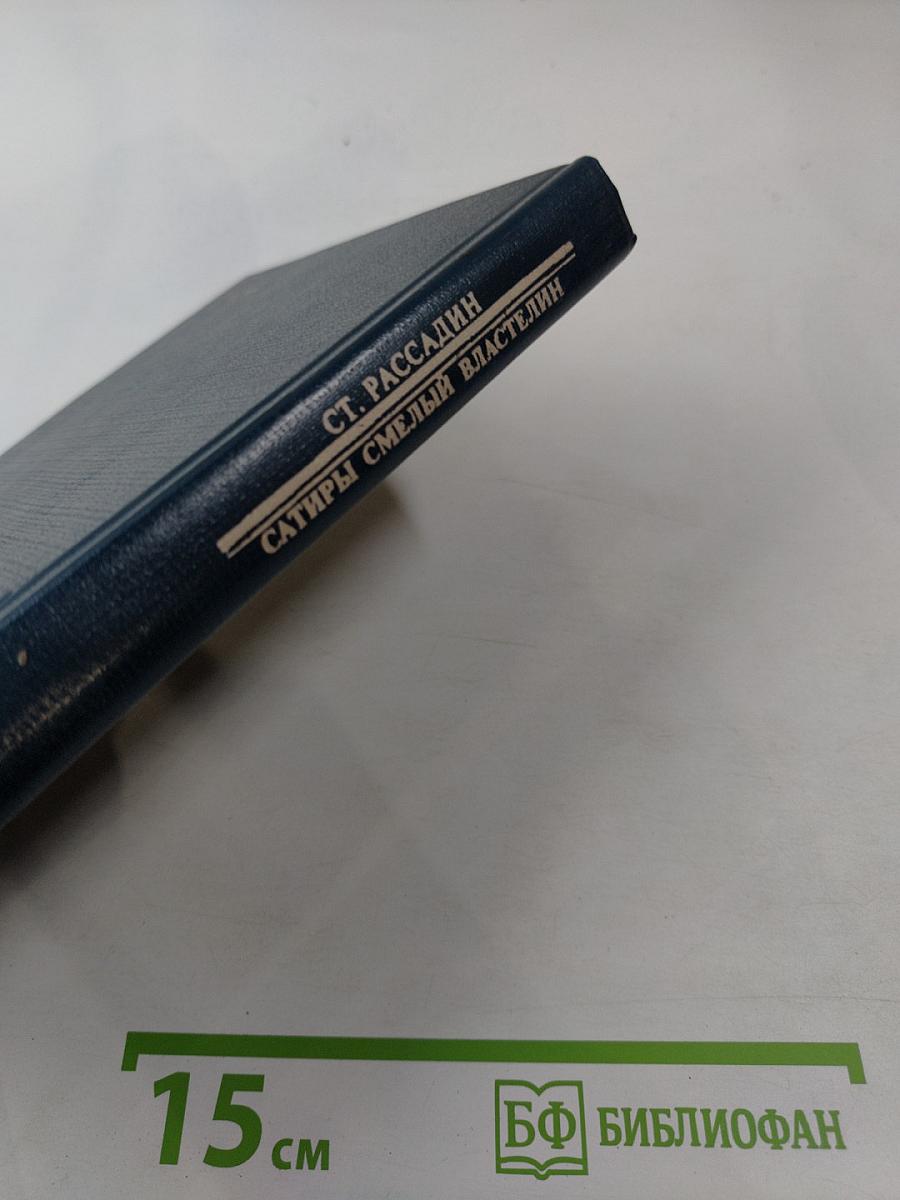 СТ. РАССАДИН
САТИРЫ СМЕЛЫЙ ВЛАСТЕЛИН
15 см
БФ БИБЛИОФАН